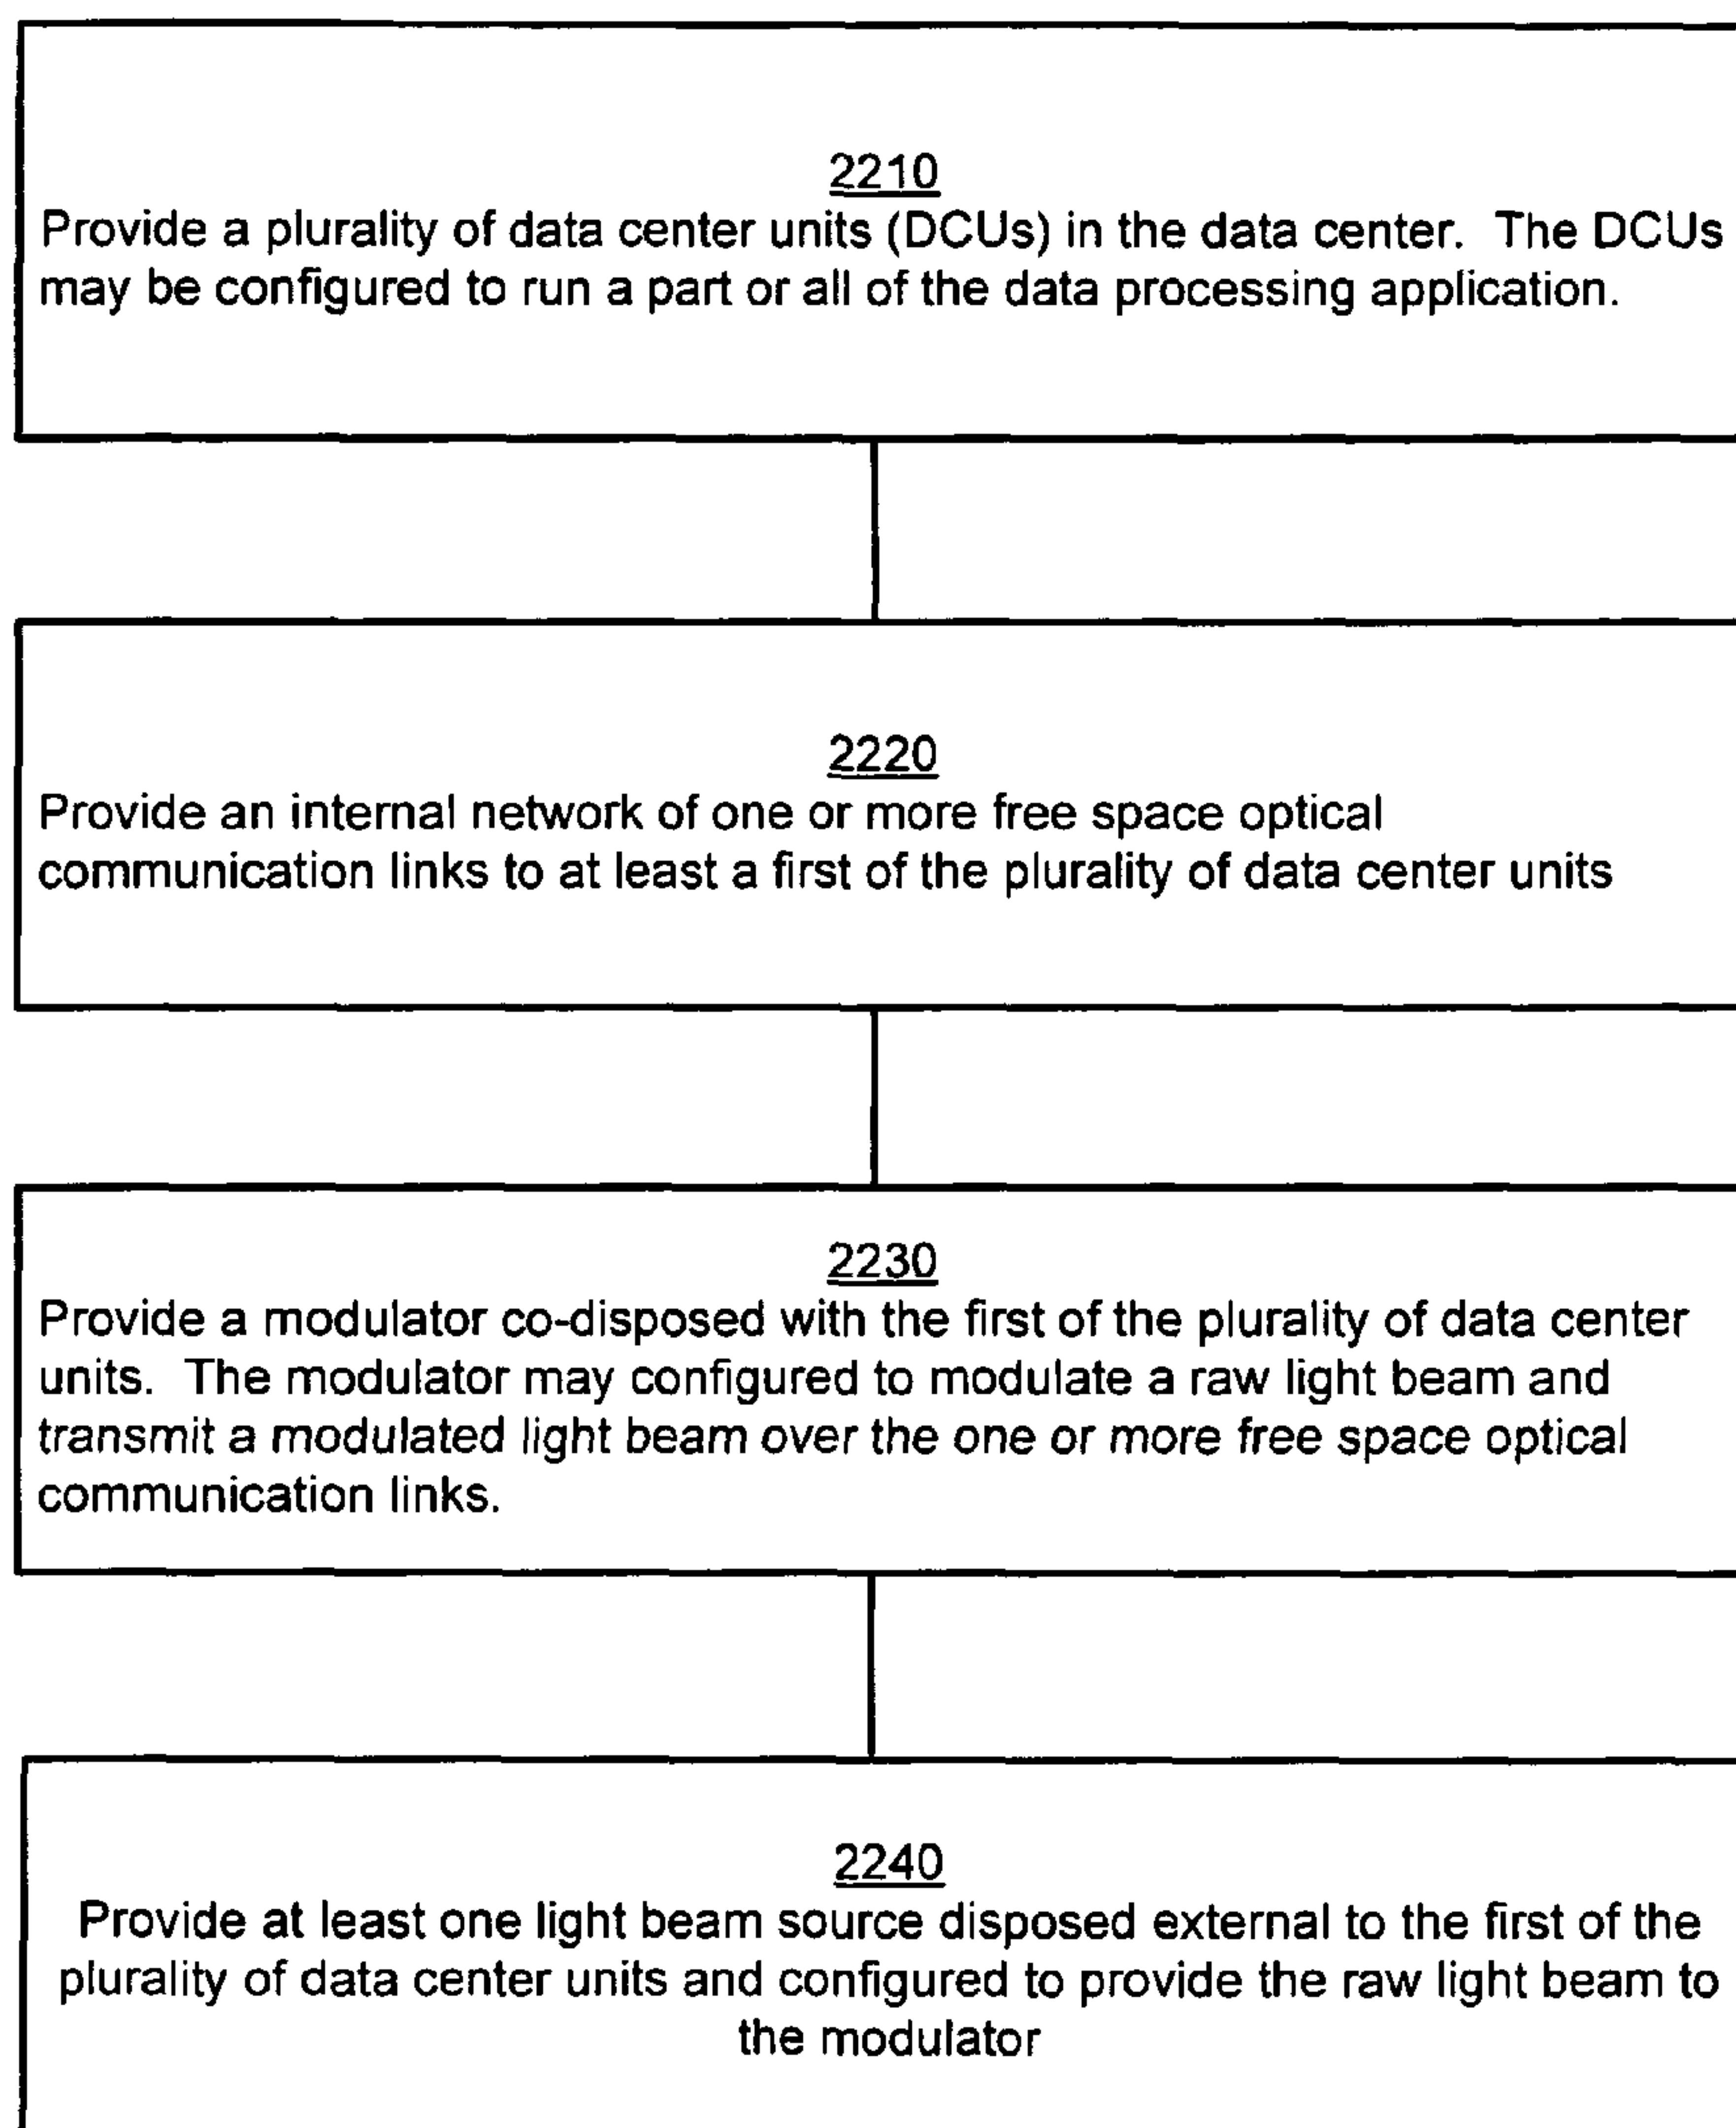 2210
Provide a plurality of data center units (DCUs) in the data center. The DCUs
may be configured to run a part or all of the data processing application.
2220
Provide an internal network of one or more free space optical
communication links to at least a first of the plurality of data center units
2230
Provide a modulator co-disposed with the first of the plurality of data center
units. The modulator may configured to modulate a raw light beam and
transmit a modulated light beam over the one or more free space optical
communication links.
2240
Provide at least one light beam source disposed external to the first of the
plurality of data center units and configured to provide the raw light beam to
the modulator